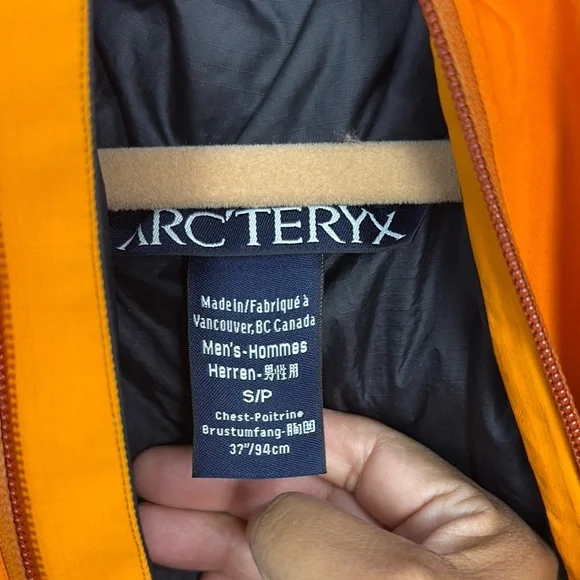 ARC'TERYX
Made in/Fabriqué à
Vancouver, BC Canada
Men's-Hommes
Herren-男性用
S/P
Chest-Poitrine
Brustumfang-胸囲
37"/94cm